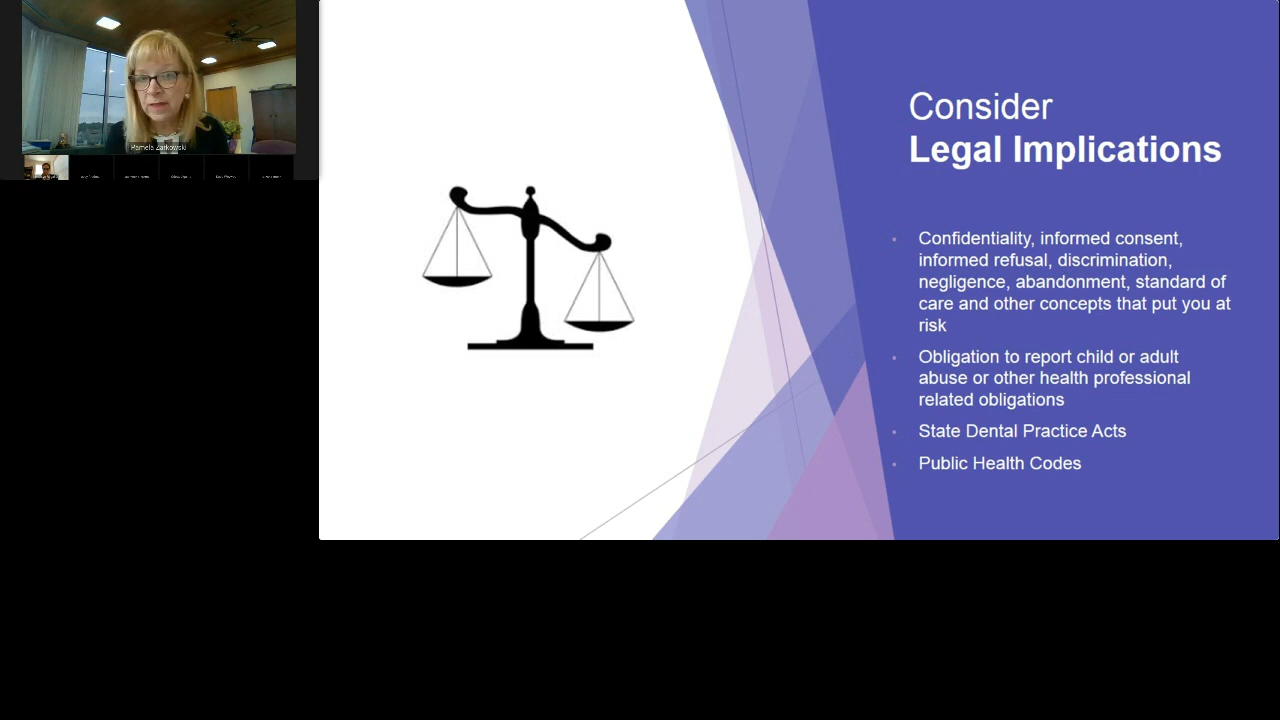 Pamela Zarkowski
Consider
Legal Implications
Confidentiality, informed consent,
informed refusal, discrimination,
negligence, abandonment, standard of
care and other concepts that put you at
risk
Obligation to report child or adult
abuse or other health professional
related obligations
State Dental Practice Acts
Public Health Codes